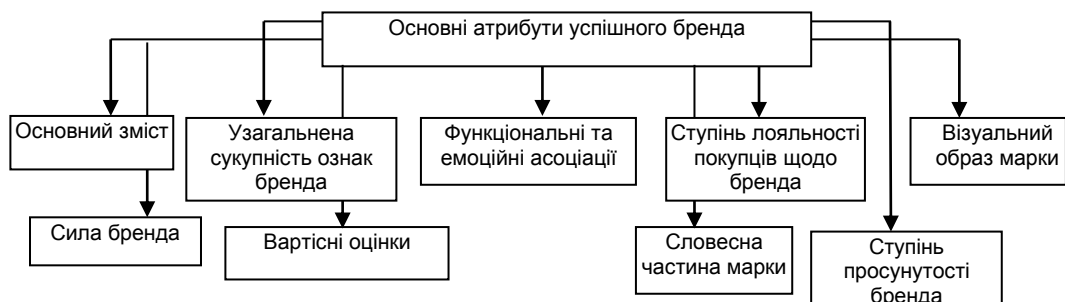 Основні атрибути успішного бренда
Основний зміст
Узагальнена
сукупність ознак
бренда
Функціональні та
емоційні асоціації
Ступінь лояльності
покупців щодо
бренда
Візуальний
образ марки
Сила бренда
Вартісні оцінки
Словесна
частина марки
Ступінь
просунутості
бренда